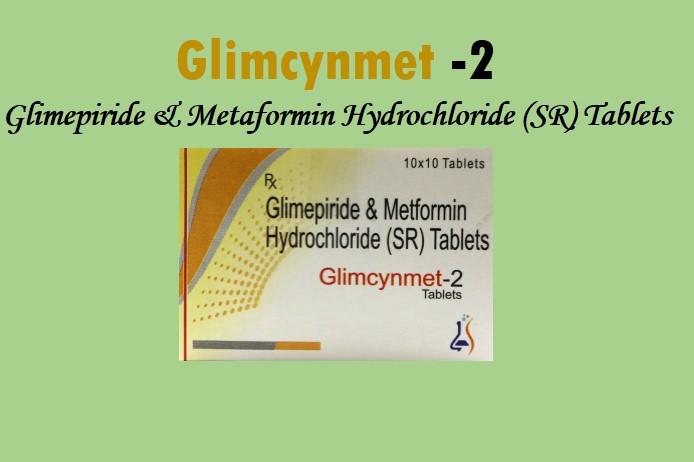 Glimcynmet -2
Glimepiride & Metaformin Hydrochloride (SR) Tablets
10x10 Tablets
Rx
Glimepiride & Metformin
Hydrochloride (SR) Tablets
Glimcynmet-2
Tablets